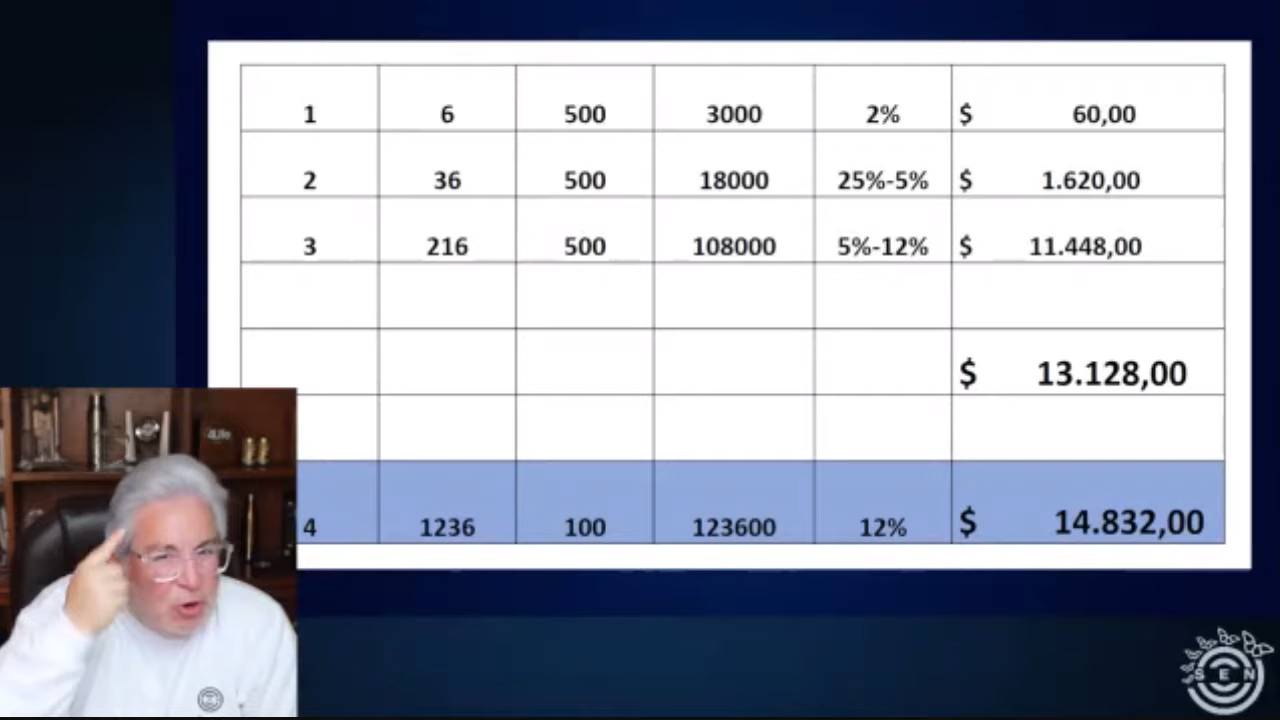 1 6 500 3000 2% $ 60,00
2 36 500 18000 25%-5% $ 1.620,00
3 216 500 108000 5%-12% $ 11.448,00
$ 13.128,00
4 1236 100 123600 12% $ 14.832,00
4Life
S E N